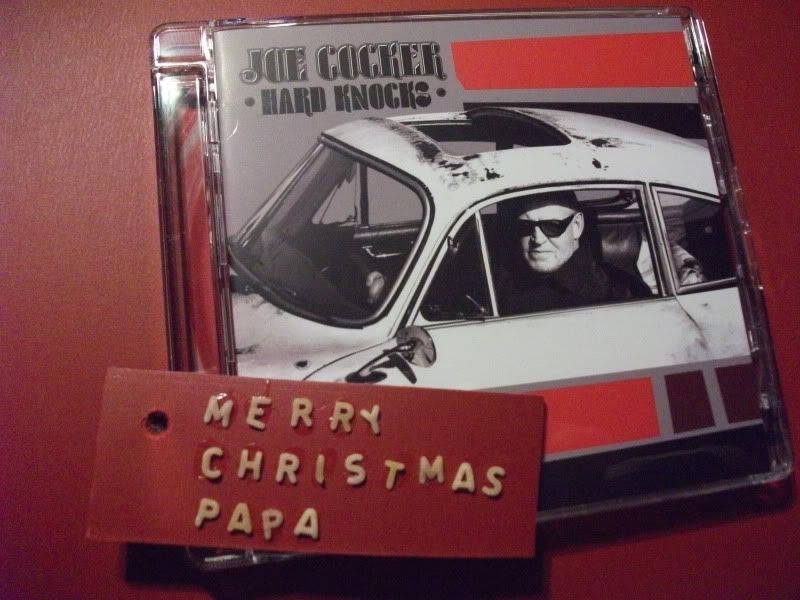 JOE COCKER
• HARD KNOCKS •
MERRY
CHRISTMAS
PAPA